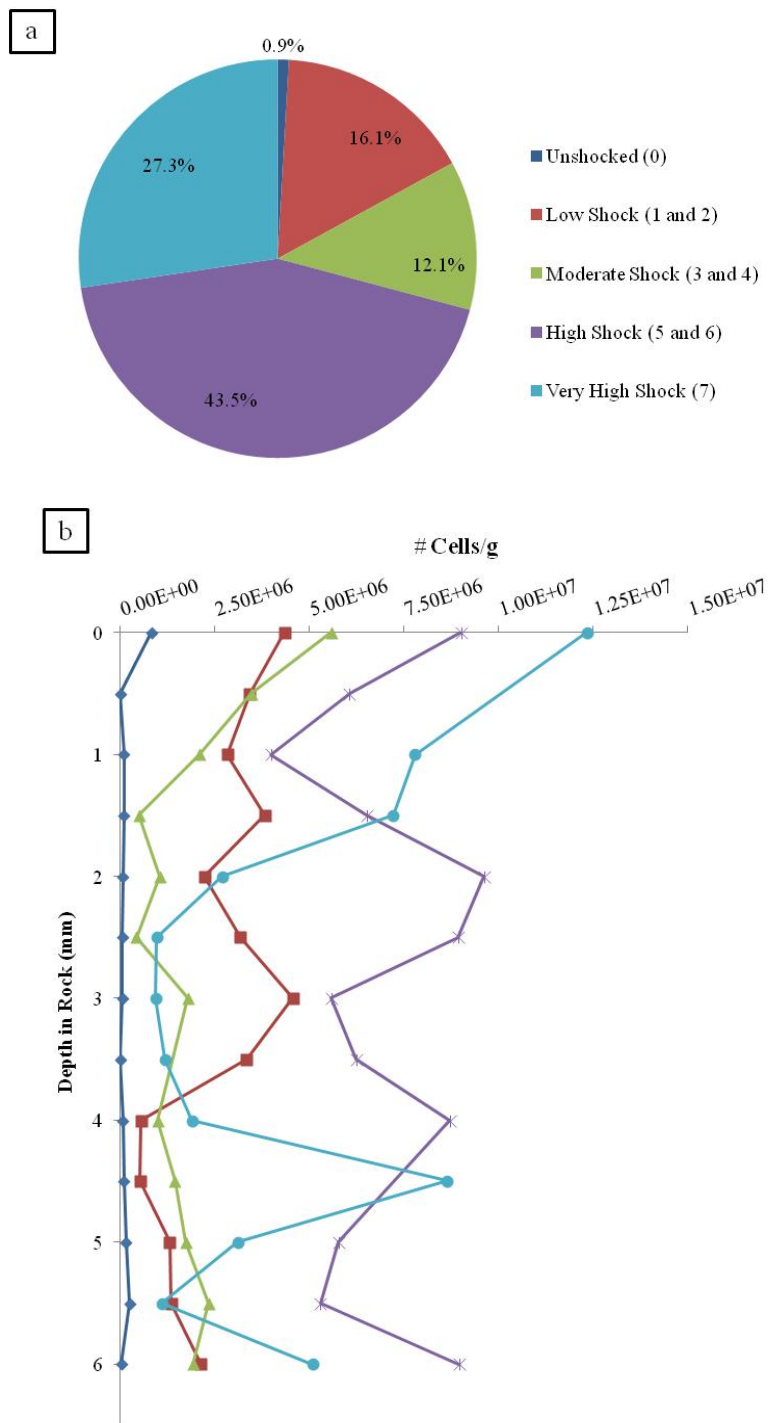 a
0.9%
16.1%
27.3%
12.1%
43.5%
Unshocked (0)
Low Shock (1 and 2)
Moderate Shock (3 and 4)
High Shock (5 and 6)
Very High Shock (7)
b
# Cells/g
0.00E+00 2.50E+06 5.00E+06 7.50E+06 1.00E+07 1.25E+07 1.50E+07
0
1
2
3
4
5
6
Depth in Rock (mm)